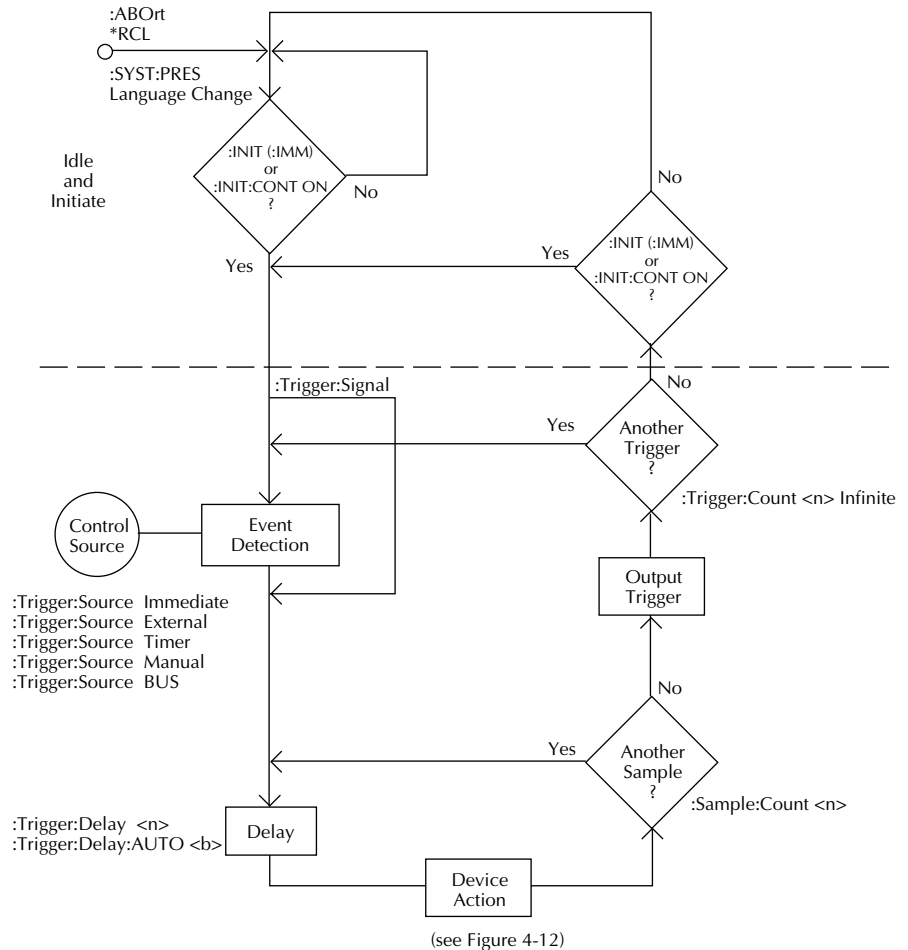 :ABOrt
*RCL
:SYST:PRES
Language Change
Idle
and
Initiate
:INIT (:IMM)
or
:INIT:CONT ON
?
No
Yes
No
Yes
:INIT (:IMM)
or
:INIT:CONT ON
?
:Trigger:Signal
No
Yes
Another
Trigger
?
:Trigger:Count <n> Infinite
Control
Source
Event
Detection
Output
Trigger
:Trigger:Source Immediate
:Trigger:Source External
:Trigger:Source Timer
:Trigger:Source Manual
:Trigger:Source BUS
No
Yes
Another
Sample
?
:Sample:Count <n>
:Trigger:Delay <n>
:Trigger:Delay:AUTO <b>
Delay
Device
Action
(see Figure 4-12)